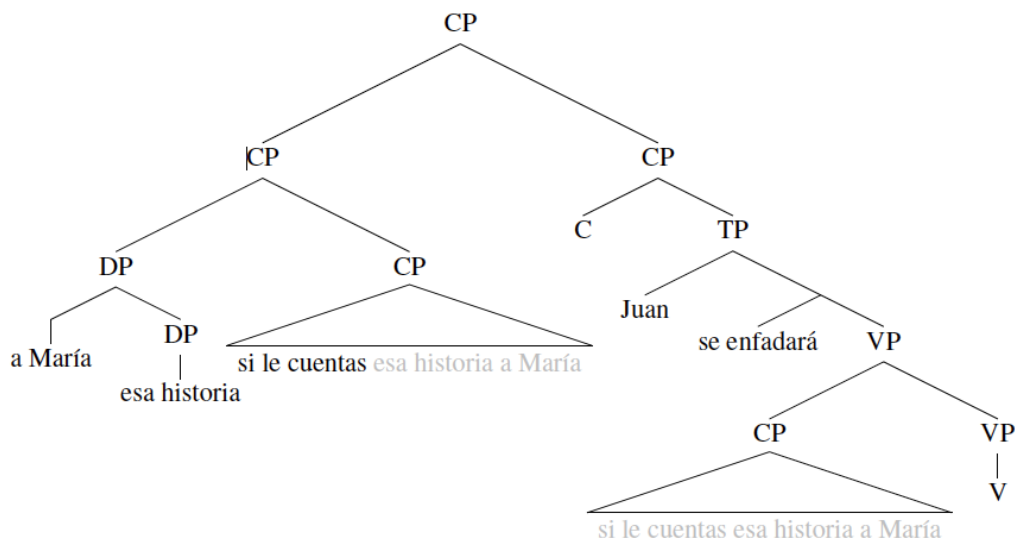 CP
CP CP
C TP
DP CP
Juan
DP se enfadará VP
a María si le cuentas esa historia a María
esa historia
CP VP
V
si le cuentas esa historia a María